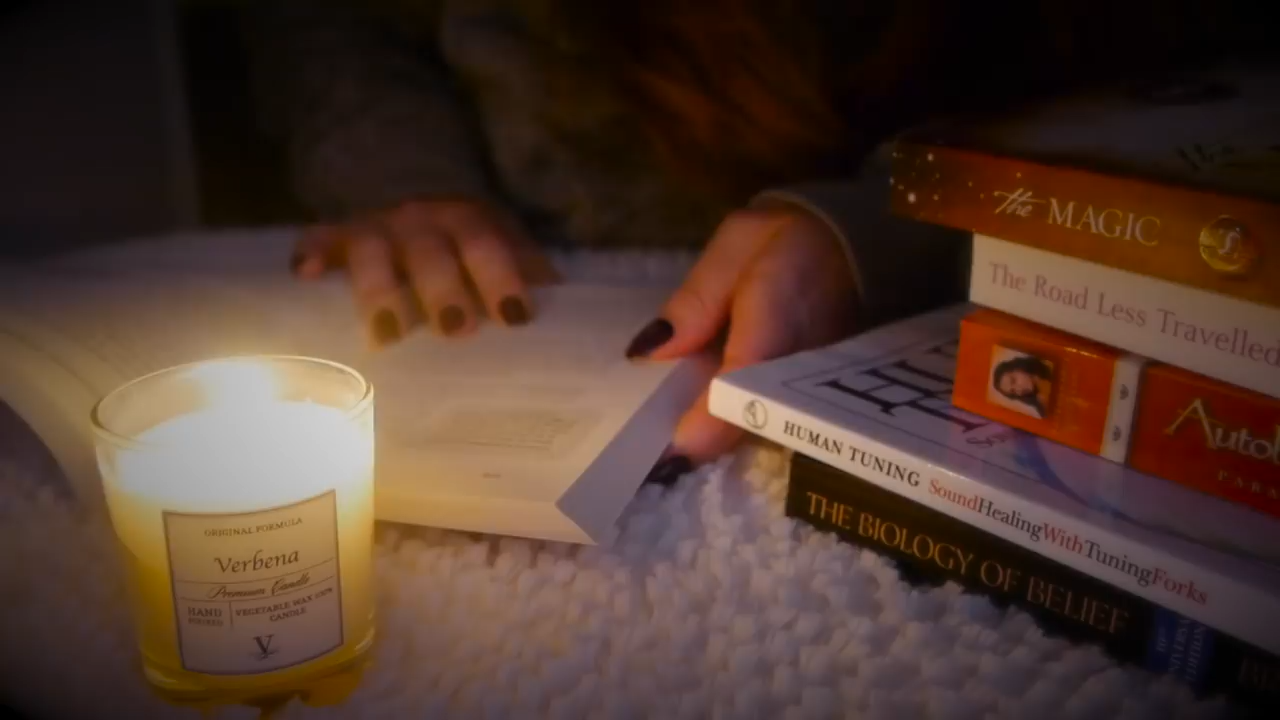 the MAGIC
The Road Less Travelled
HUMAN TUNING SoundHealingWithTuningForks
THE BIOLOGY OF BELIEF
ORIGINAL FORMULA
Verbena
Premium Candle
HAND
POURED
VEGETABLE WAX 100%
CANDLE
V